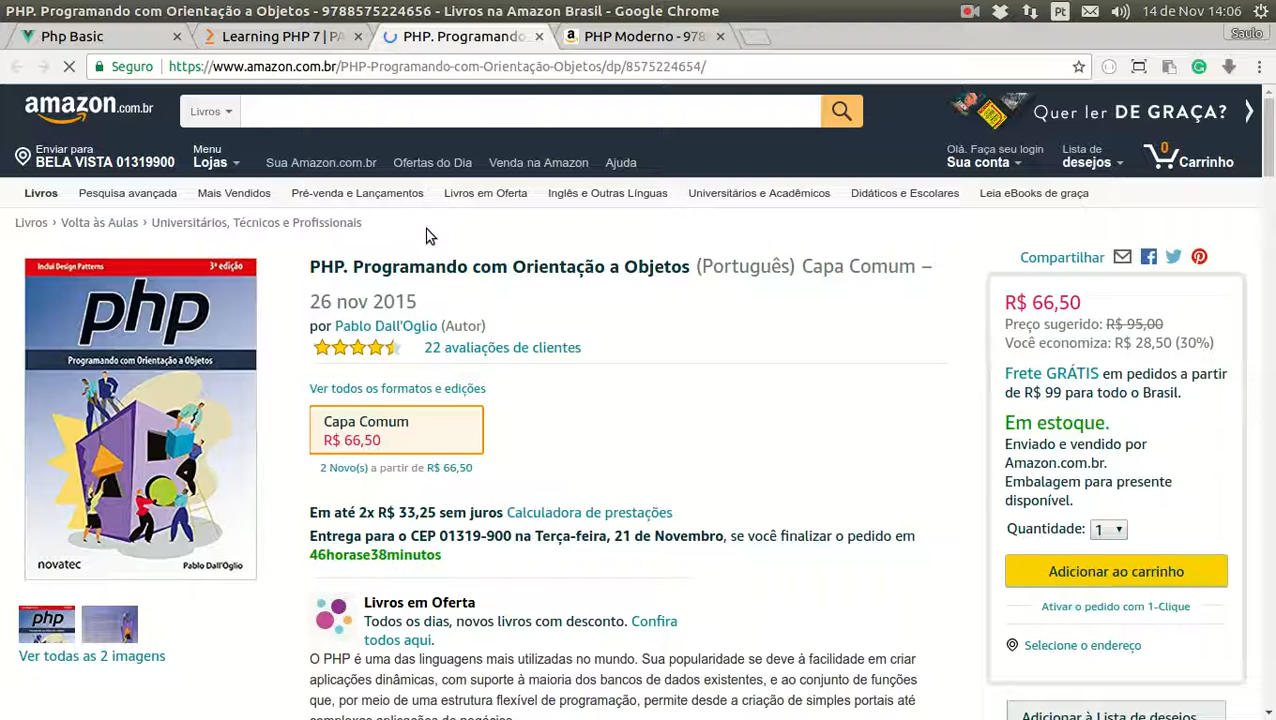 PHP. Programando com Orientação a Objetos - 9788575224656 - Livros na Amazon Brasil - Google Chrome
Pt
14 de Nov 14:06
Php Basic
Learning PHP 7 | PA
PHP. Programando
PHP Moderno - 978
Saulo
Seguro
https://www.amazon.com.br/PHP-Programando-com-Orientação-Objetos/dp/8575224654/
amazon.com.br
Livros
Quer ler DE GRAÇA?
Enviar para
BELA VISTA 01319900
Menu
Lojas
Sua Amazon.com.br
Ofertas do Dia
Venda na Amazon
Ajuda
Olá. Faça seu login
Sua conta
Lista de
desejos
0
Carrinho
Livros
Pesquisa avançada
Mais Vendidos
Pré-venda e Lançamentos
Livros em Oferta
Inglês e Outras Línguas
Universitários e Acadêmicos
Didáticos e Escolares
Leia eBooks de graça
Livros › Volta às Aulas › Universitários, Técnicos e Profissionais
Inclui Design Patterns
3ª edição
php
Programando com Orientação a Objetos
novatec
Pablo Dall'Oglio
php
Ver todas as 2 imagens
PHP. Programando com Orientação a Objetos (Português) Capa Comum –
26 nov 2015
por Pablo Dall'Oglio (Autor)
22 avaliações de clientes
Ver todos os formatos e edições
Capa Comum
R$ 66,50
2 Novo(s) a partir de R$ 66,50
Em até 2x R$ 33,25 sem juros Calculadora de prestações
Entrega para o CEP 01319-900 na Terça-feira, 21 de Novembro, se você finalizar o pedido em
46horase38minutos
Livros em Oferta
Todos os dias, novos livros com desconto. Confira
todos aqui.
O PHP é uma das linguagens mais utilizadas no mundo. Sua popularidade se deve à facilidade em criar
aplicações dinâmicas, com suporte à maioria dos bancos de dados existentes, e ao conjunto de funções
que, por meio de uma estrutura flexível de programação, permite desde a criação de simples portais até
complexas aplicações de negócios.
Compartilhar
R$ 66,50
Preço sugerido: R$ 95,00
Você economiza: R$ 28,50 (30%)
Frete GRÁTIS em pedidos a partir
de R$ 99 para todo o Brasil.
Em estoque.
Enviado e vendido por
Amazon.com.br.
Embalagem para presente
disponível.
Quantidade: 1
Adicionar ao carrinho
Ativar o pedido com 1-Clique
Selecione o endereço
Adicionar à Lista de desejos